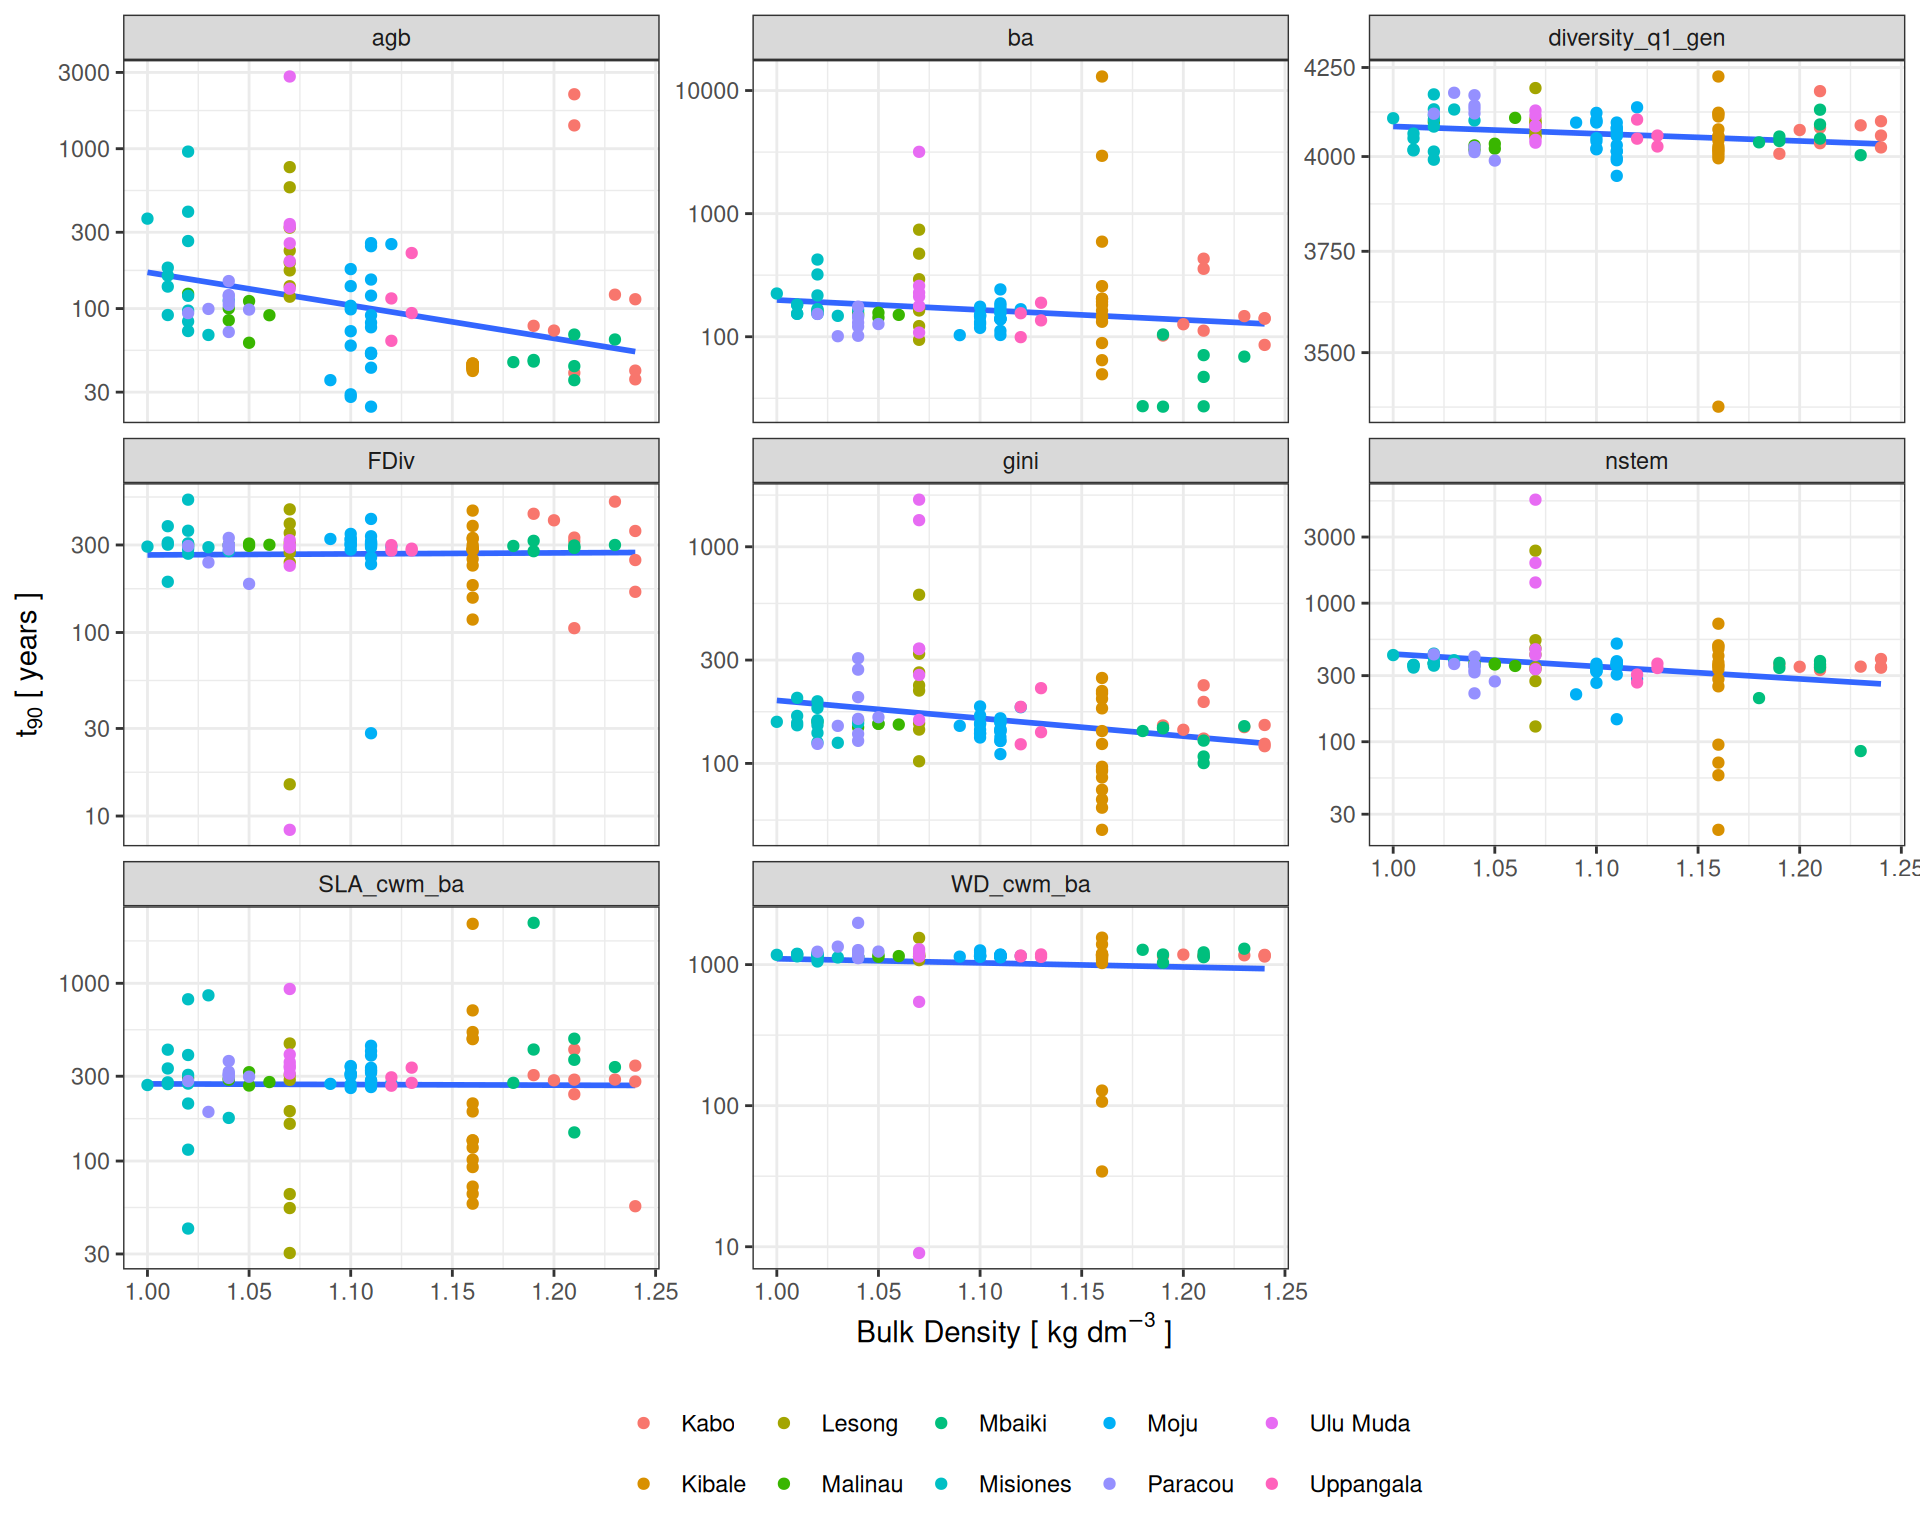 agb ba diversity_q1_gen
3000 1000 300 100 30
10000 1000 100
4250 4000 3750 3500
FDiv gini nstem
300 100 30 10
1000 300 100
3000 1000 300 100 30
1.00 1.05 1.10 1.15 1.20 1.25
SLA_cwm_ba WD_cwm_ba
1000 300 100 30
1000 100 10
1.00 1.05 1.10 1.15 1.20 1.25
1.00 1.05 1.10 1.15 1.20 1.25
t90 [ years ]
Bulk Density [ kg dm−3 ]
Kabo Lesong Mbaiki Moju Ulu Muda
Kibale Malinau Misiones Paracou Uppangala